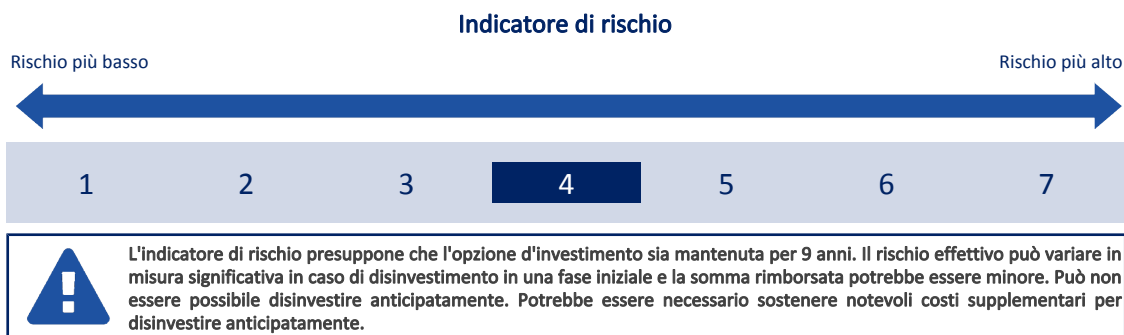 Indicatore di rischio
Rischio più basso
Rischio più alto
1 2 3 4 5 6 7
L'indicatore di rischio presuppone che l'opzione d'investimento sia mantenuta per 9 anni. Il rischio effettivo può variare in
misura significativa in caso di disinvestimento in una fase iniziale e la somma rimborsata potrebbe essere minore. Può non
essere possibile disinvestire anticipatamente. Potrebbe essere necessario sostenere notevoli costi supplementari per
disinvestire anticipatamente.